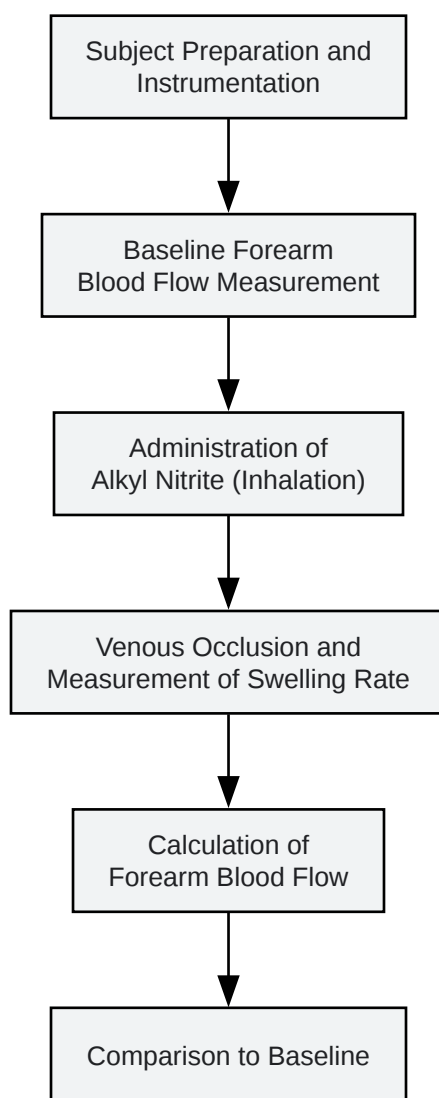 Subject Preparation and
Instrumentation
Baseline Forearm
Blood Flow Measurement
Administration of
Alkyl Nitrite (Inhalation)
Venous Occlusion and
Measurement of Swelling Rate
Calculation of
Forearm Blood Flow
Comparison to Baseline